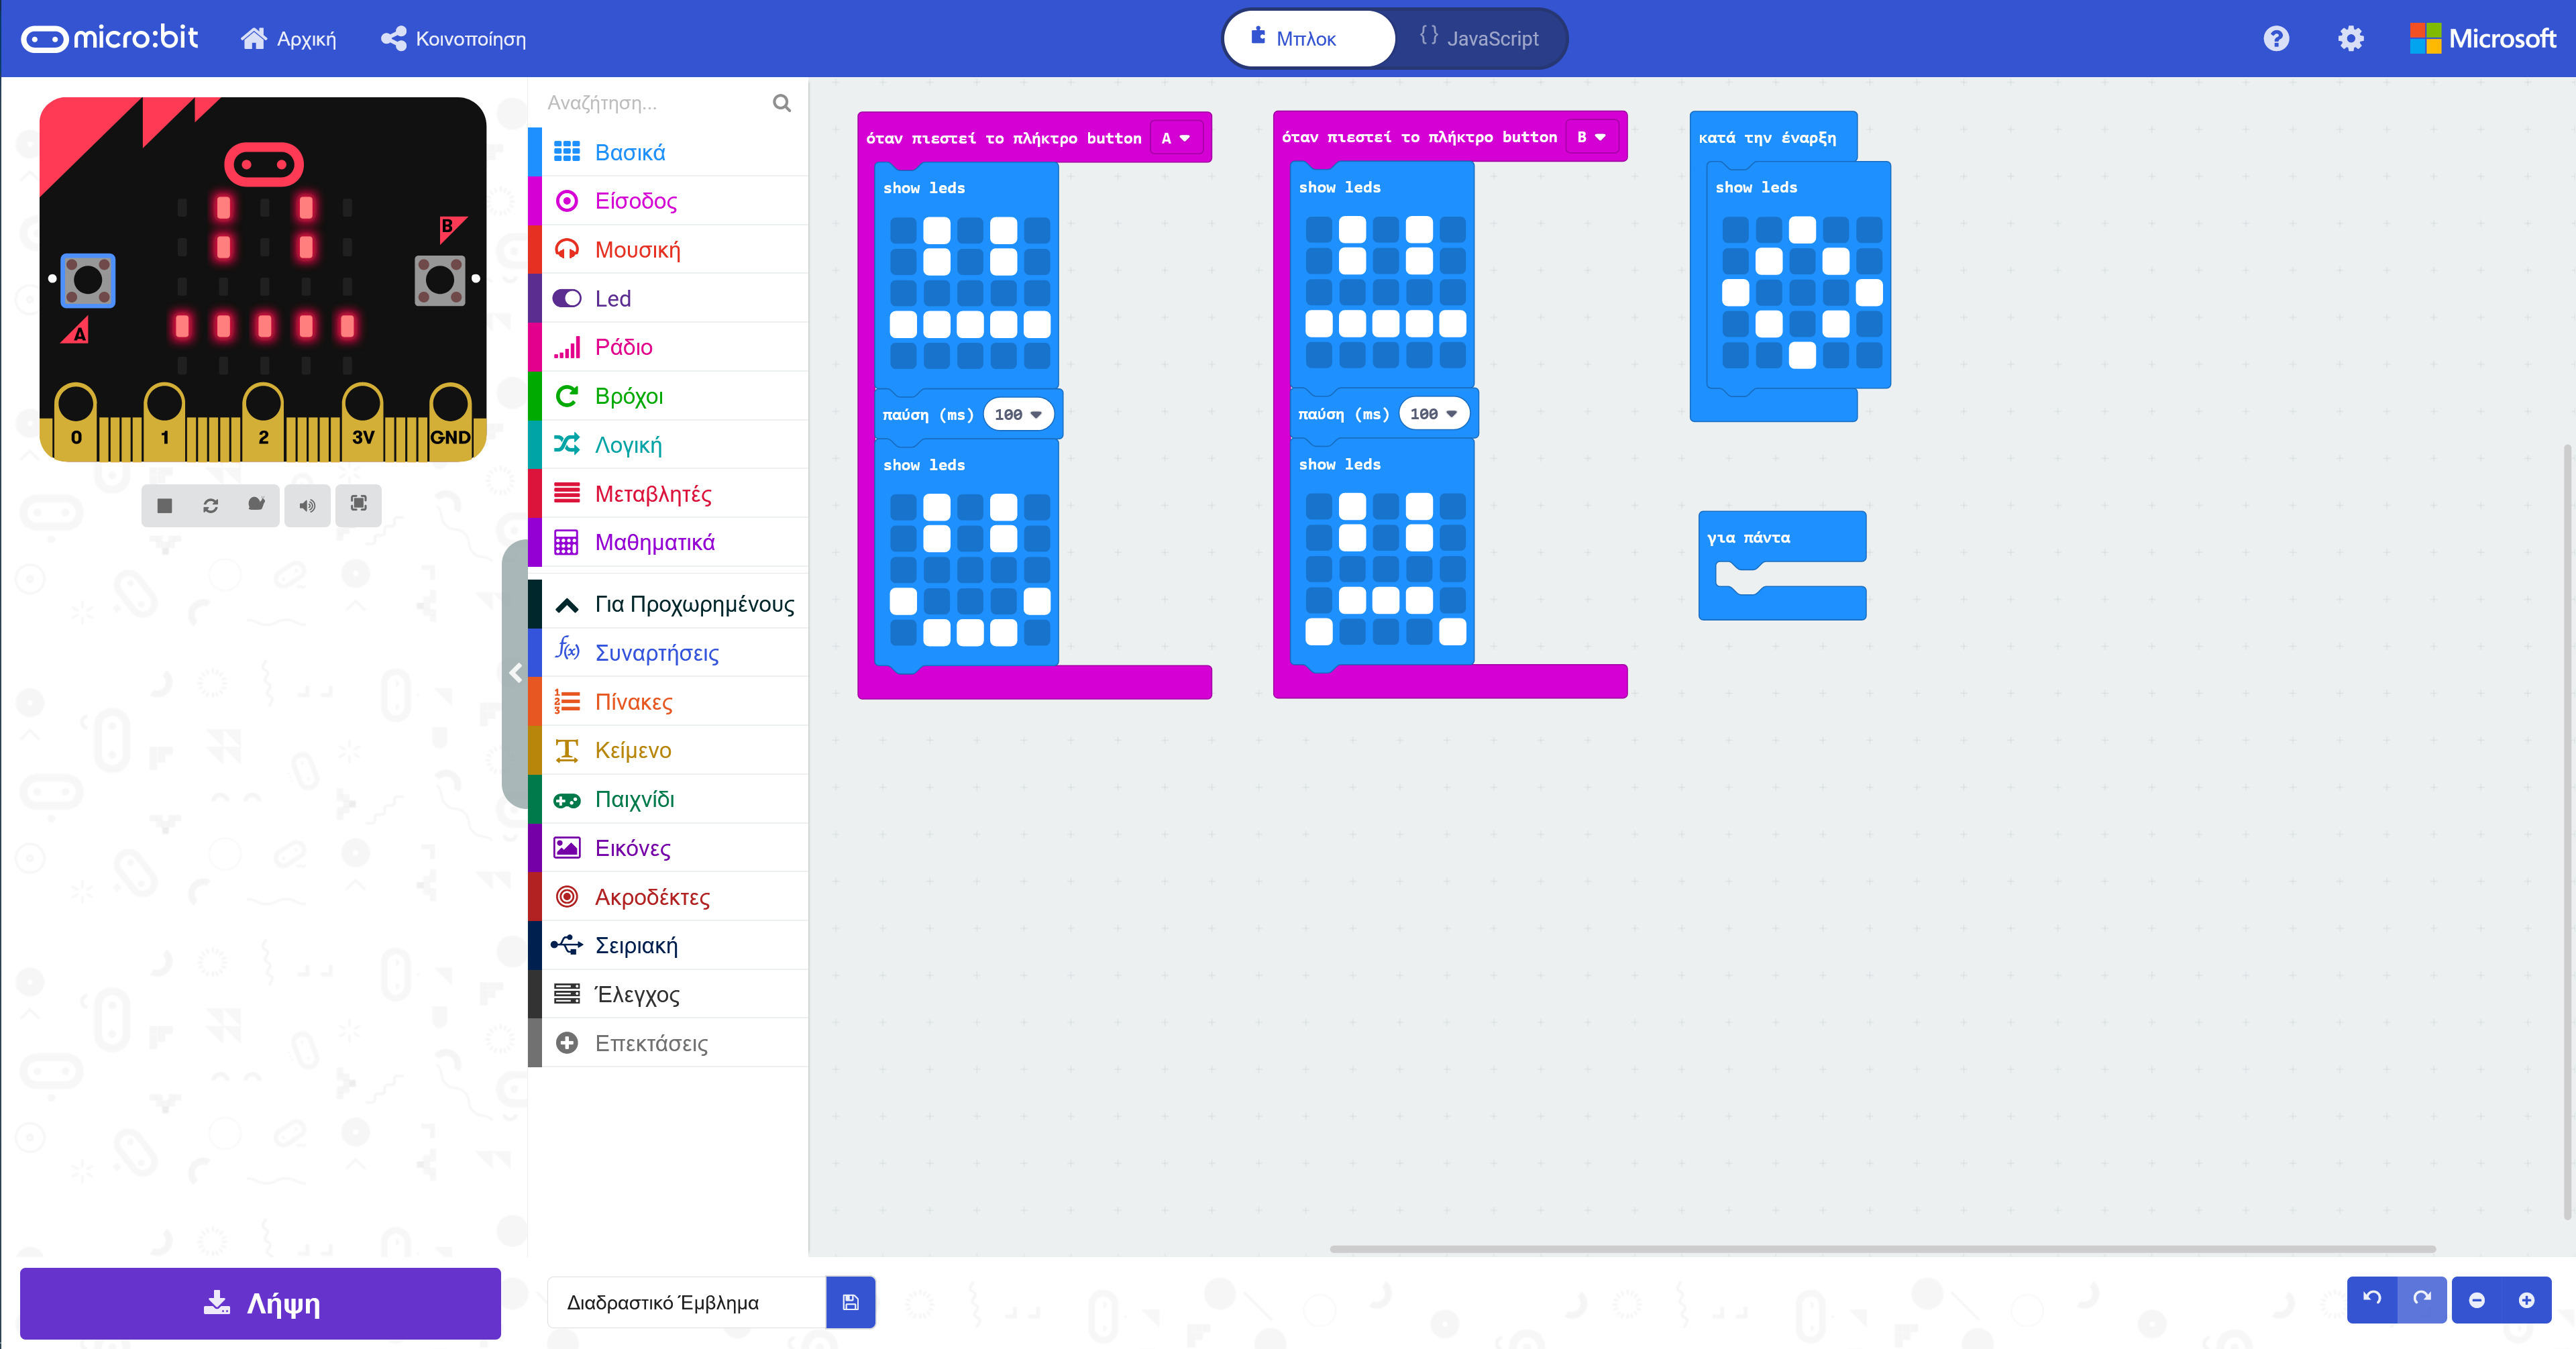 micro:bit
Αρχική
Κοινοποίηση
Μπλοκ
{} JavaScript
Microsoft
B
A
0 1 2 3V GND
Αναζήτηση...
Βασικά
Είσοδος
Μουσική
Led
Ράδιο
Βρόχοι
Λογική
Μεταβλητές
Μαθηματικά
Για Προχωρημένους
f(x) Συναρτήσεις
Πίνακες
Κείμενο
Παιχνίδι
Εικόνες
Ακροδέκτες
Σειριακή
Έλεγχος
Επεκτάσεις
όταν πιεστεί το πλήκτρο button A
show leds
παύση (ms) 100
show leds
όταν πιεστεί το πλήκτρο button B
show leds
παύση (ms) 100
show leds
κατά την έναρξη
show leds
για πάντα
Λήψη
Διαδραστικό Έμβλημα